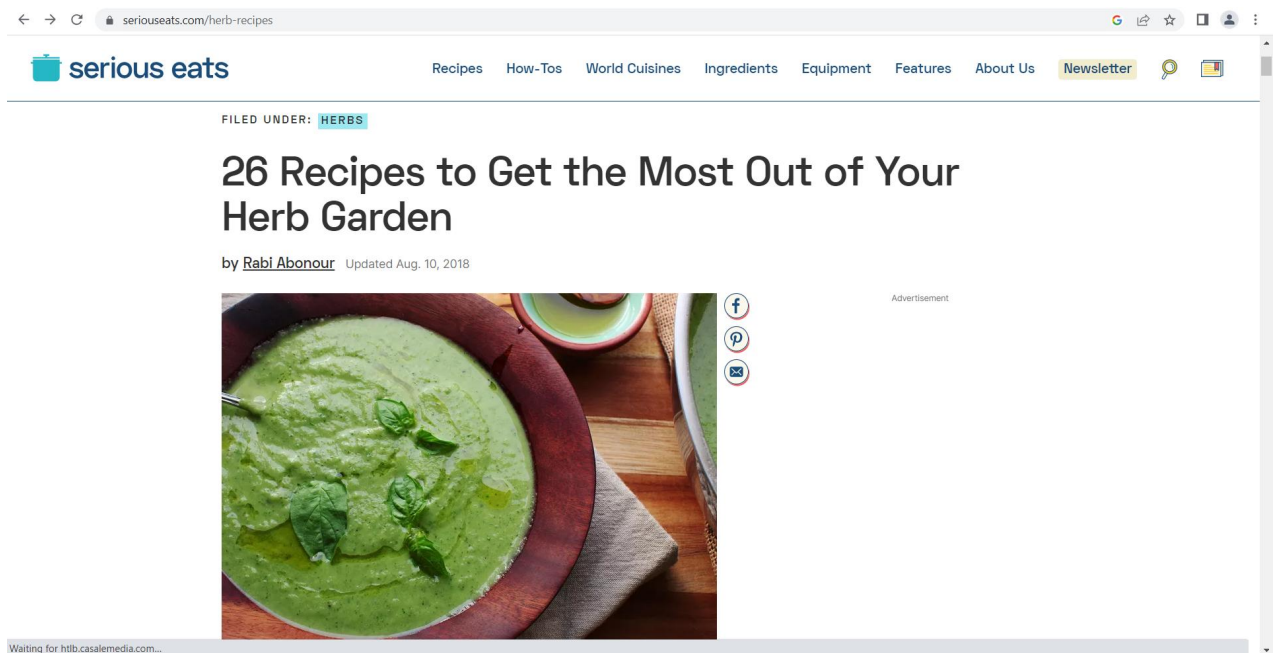 seriouseats.com/herb-recipes
serious eats
Recipes How-Tos World Cuisines Ingredients Equipment Features About Us Newsletter
FILED UNDER: HERBS
26 Recipes to Get the Most Out of Your
Herb Garden
by Rabi Abonour Updated Aug. 10, 2018
Advertisement
Waiting for htlb.casalemedia.com...